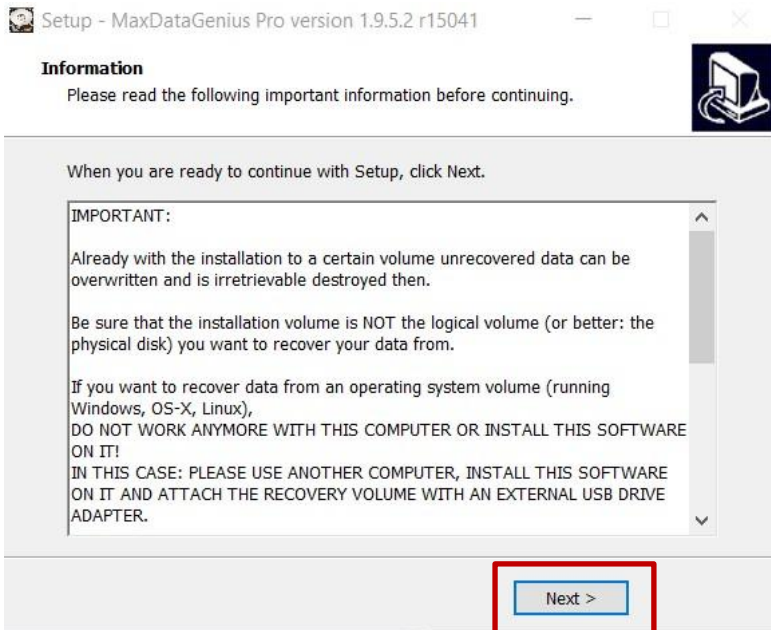 Setup - MaxDataGenius Pro version 1.9.5.2 r15041
Information
Please read the following important information before continuing.
When you are ready to continue with Setup, click Next.
IMPORTANT:
Already with the installation to a certain volume unrecovered data can be
overwritten and is irretrievable destroyed then.
Be sure that the installation volume is NOT the logical volume (or better: the
physical disk) you want to recover your data from.
If you want to recover data from an operating system volume (running
Windows, OS-X, Linux),
DO NOT WORK ANYMORE WITH THIS COMPUTER OR INSTALL THIS SOFTWARE
ON IT!
IN THIS CASE: PLEASE USE ANOTHER COMPUTER, INSTALL THIS SOFTWARE
ON IT AND ATTACH THE RECOVERY VOLUME WITH AN EXTERNAL USB DRIVE
ADAPTER.
Next >